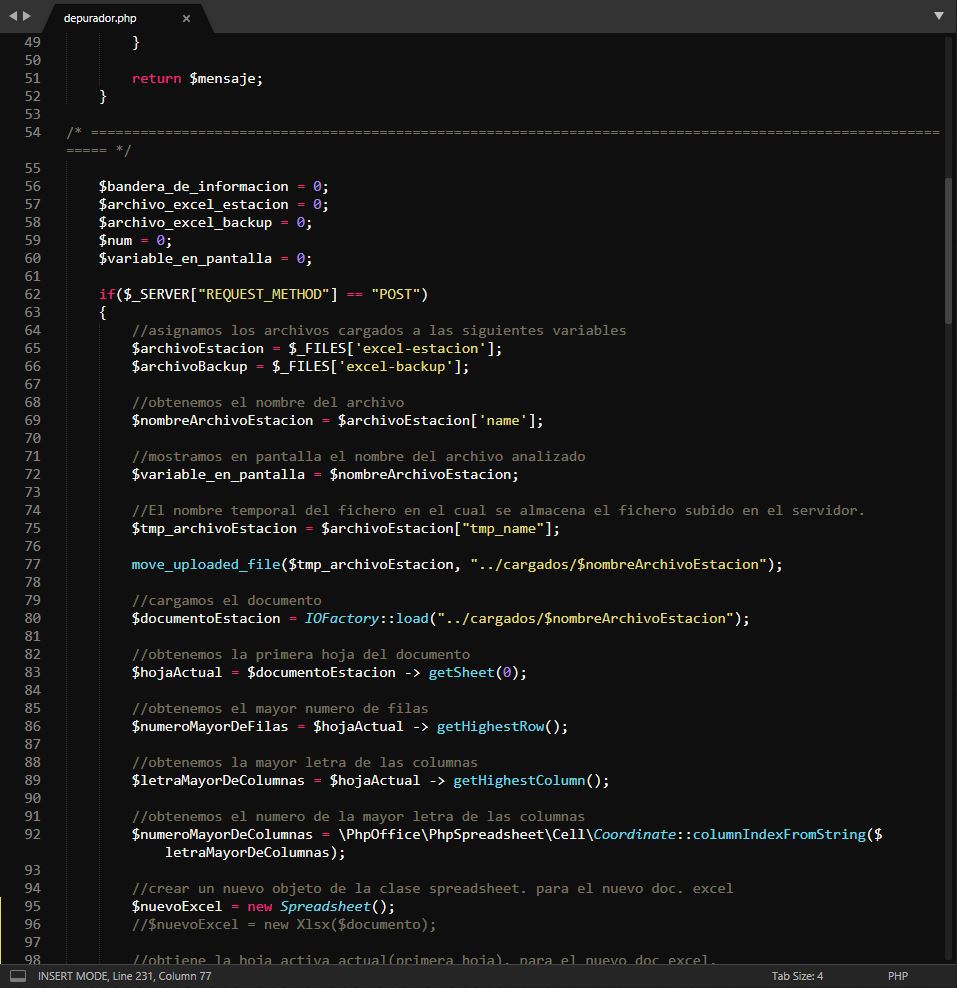 depurador.php ×
49 }
50
51 return $mensaje;
52 }
53
54 /* =======================================================================================================
===== */
55
56 $bandera_de_informacion = 0;
57 $archivo_excel_estacion = 0;
58 $archivo_excel_backup = 0;
59 $num = 0;
60 $variable_en_pantalla = 0;
61
62 if($_SERVER["REQUEST_METHOD"] == "POST")
63 {
64 //asignamos los archivos cargados a las siguientes variables
65 $archivoEstacion = $_FILES['excel-estacion'];
66 $archivoBackup = $_FILES['excel-backup'];
67
68 //obtenemos el nombre del archivo
69 $nombreArchivoEstacion = $archivoEstacion['name'];
70
71 //mostramos en pantalla el nombre del archivo analizado
72 $variable_en_pantalla = $nombreArchivoEstacion;
73
74 //El nombre temporal del fichero en el cual se almacena el fichero subido en el servidor.
75 $tmp_archivoEstacion = $archivoEstacion["tmp_name"];
76
77 move_uploaded_file($tmp_archivoEstacion, "../cargados/$nombreArchivoEstacion");
78
79 //cargamos el documento
80 $documentoEstacion = IOFactory::load("../cargados/$nombreArchivoEstacion");
81
82 //obtenemos la primera hoja del documento
83 $hojaActual = $documentoEstacion -> getSheet(0);
84
85 //obtenemos el mayor numero de filas
86 $numeroMayorDeFilas = $hojaActual -> getHighestRow();
87
88 //obtenemos la mayor letra de las columnas
89 $letraMayorDeColumnas = $hojaActual -> getHighestColumn();
90
91 //obtenemos el numero de la mayor letra de las columnas
92 $numeroMayorDeColumnas = \PhpOffice\PhpSpreadsheet\Cell\Coordinate::columnIndexFromString($
letraMayorDeColumnas);
93
94 //crear un nuevo objeto de la clase spreadsheet. para el nuevo doc. excel
95 $nuevoExcel = new Spreadsheet();
96 //$nuevoExcel = new Xlsx($documento);
97
98 //obtiene la hoja activa actual(primera hoja). para el nuevo doc excel.
INSERT MODE, Line 231, Column 77 Tab Size: 4 PHP